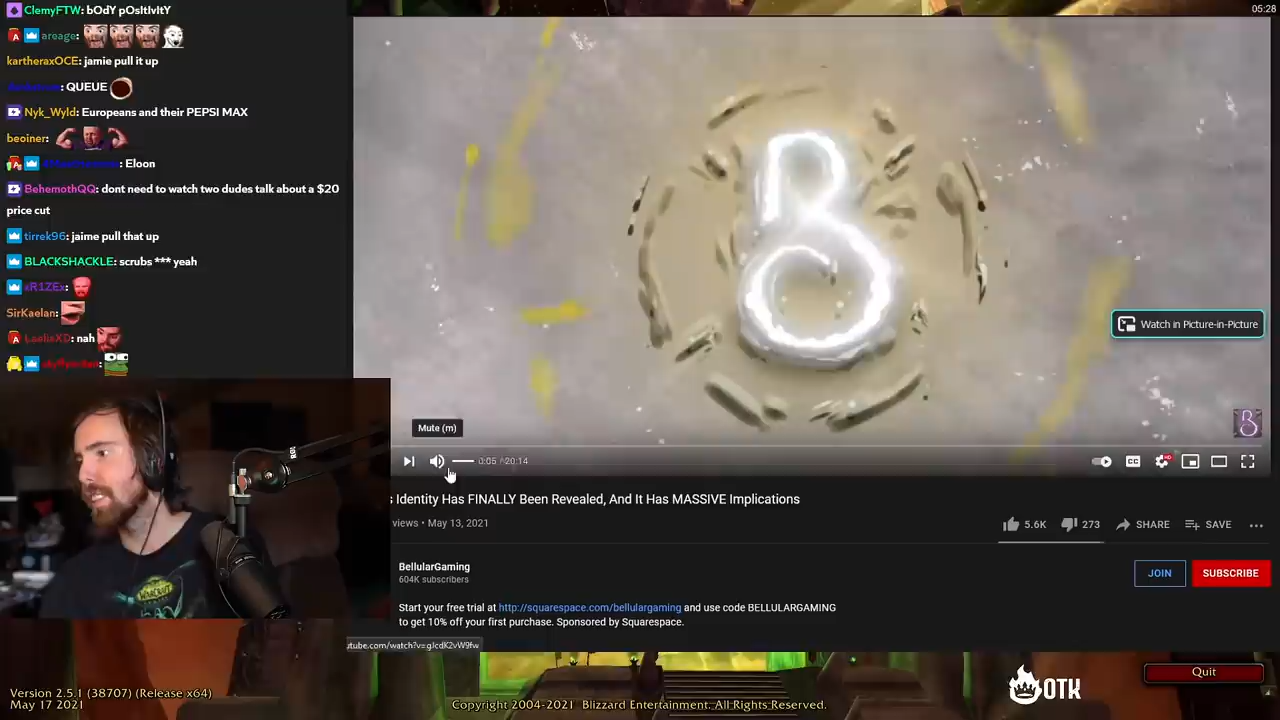 ClemyFTW: bOdY pOsItIvItY
areage:
kartheraxOCE: jamie pull it up
: QUEUE
Nyk_Wyld: Europeans and their PEPSI MAX
beoiner:
: Eloon
BehemothQQ: dont need to watch two dudes talk about a $20
price cut
tirrek96: jaime pull that up
BLACKSHACKLE: scrubs *** yeah
xR1ZEx:
SirKaelan:
LaelinXD: nah
05:28
Watch in Picture-in-Picture
Mute (m)
0:05 / 20:14
CC
HD
s Identity Has FINALLY Been Revealed, And It Has MASSIVE Implications
views • May 13, 2021
5.6K
273
SHARE
SAVE
BellularGaming
604K subscribers
JOIN
SUBSCRIBE
Start your free trial at http://squarespace.com/bellulargaming and use code BELLULARGAMING
to get 10% off your first purchase. Sponsored by Squarespace.
Version 2.5.1 (38707) (Release x64)
May 17 2021
Copyright 2004-2021 Blizzard Entertainment. All Rights Reserved.
OTK
Quit